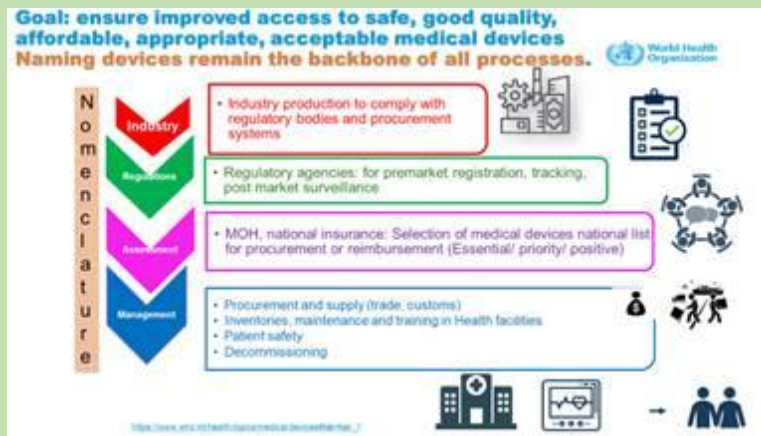 Goal: ensure improved access to safe, good quality,
affordable, appropriate, acceptable medical devices
Naming devices remain the backbone of all processes.
World Health
Organisation
Nomenclature
Industry
• Industry production to comply with
regulatory bodies and procurement
systems
Regulations
• Regulatory agencies: for premarket registration, tracking,
post market surveillance
Assessment
• MOH, national insurance: Selection of medical devices national list
for procurement or reimbursement (Essential/ priority/ positive)
Management
• Procurement and supply (trade, customs)
• Inventories, maintenance and training in Health facilities
• Patient safety
• Decommissioning